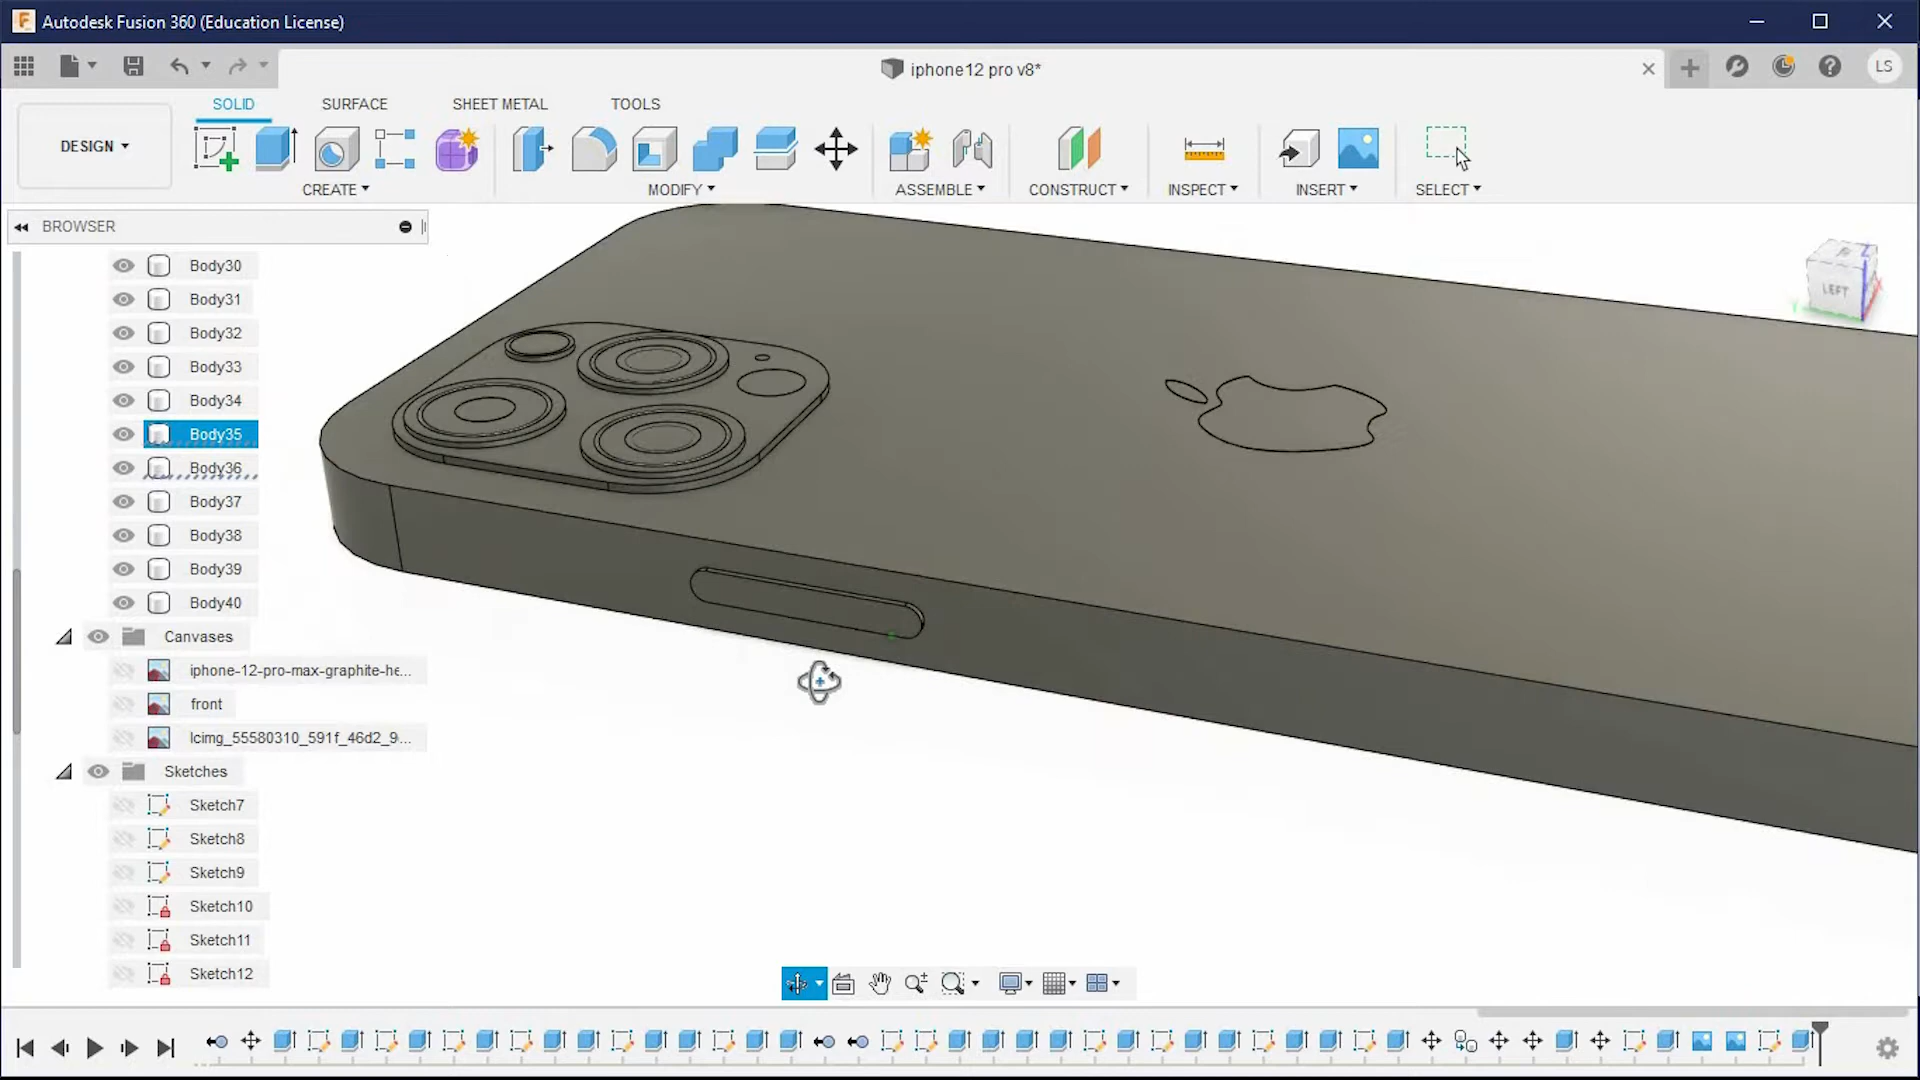 Autodesk Fusion 360 (Education License)
iphone12 pro v8*
LS
DESIGN
SOLID
SURFACE
SHEET METAL
TOOLS
CREATE
MODIFY
ASSEMBLE
CONSTRUCT
INSPECT
INSERT
SELECT
BROWSER
Body30
Body31
Body32
Body33
Body34
Body35
Body36
Body37
Body38
Body39
Body40
Canvases
iphone-12-pro-max-graphite-he...
front
lcimg_55580310_591f_46d2_9...
Sketches
Sketch7
Sketch8
Sketch9
Sketch10
Sketch11
Sketch12
LEFT